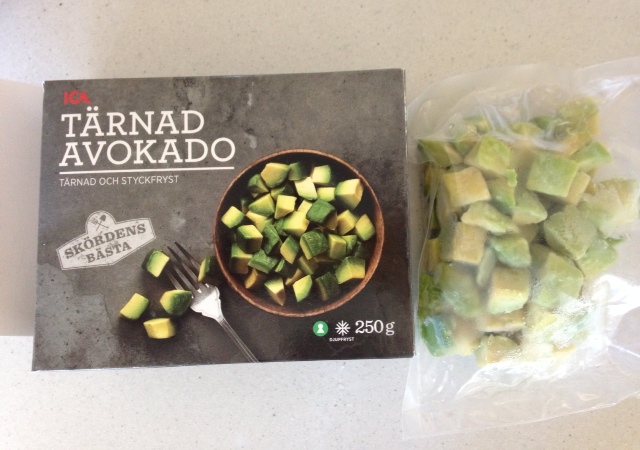 ICA
TÄRNAD
AVOKADO
TÄRNAD OCH STYCKFRYST
SKÖRDENS
BÄSTA
250g
DJUPFRYST